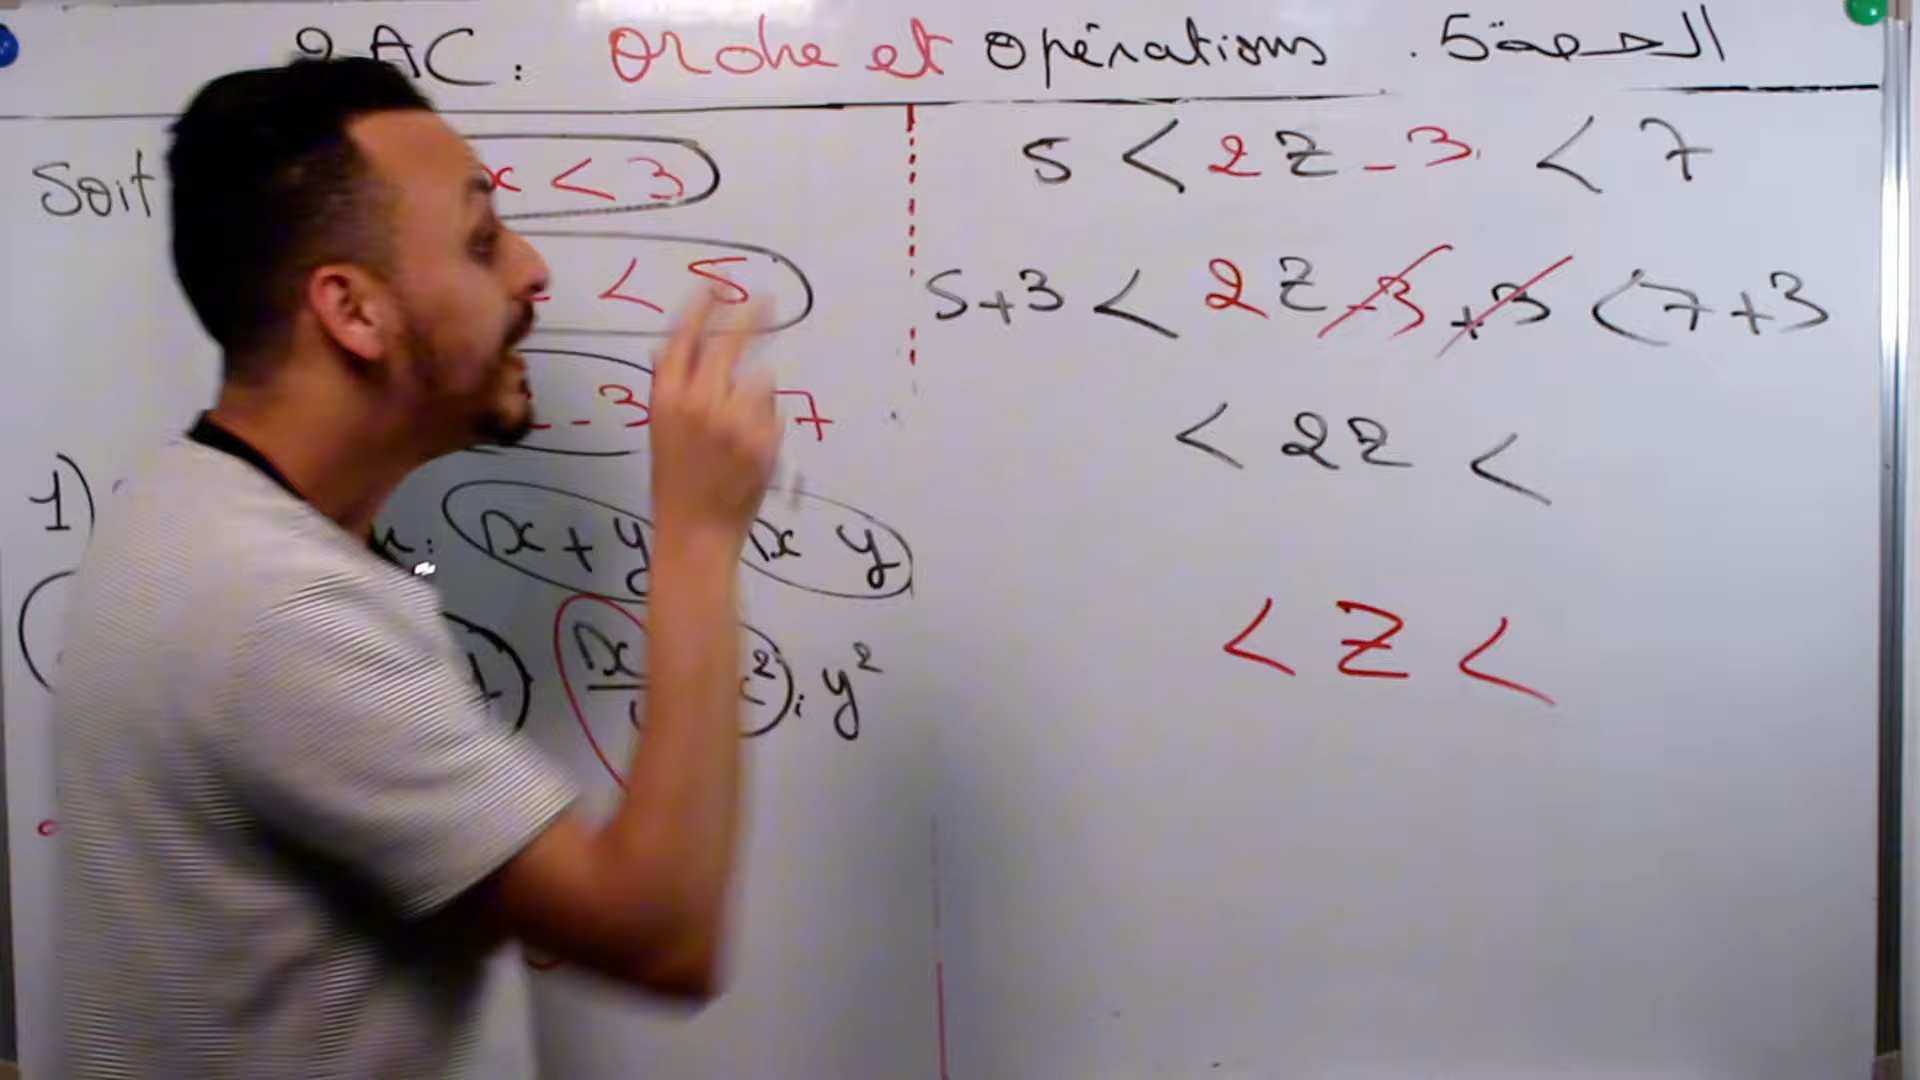 AC : Ordre et opérations . الحصة 5
Soit x < 3
< 5
- 3 7
1) x + y x y
x x² ; y²
5 < 2z - 3 < 7
5+3 < 2z - 3 + 3 < 7+3
< 2z <
< z <